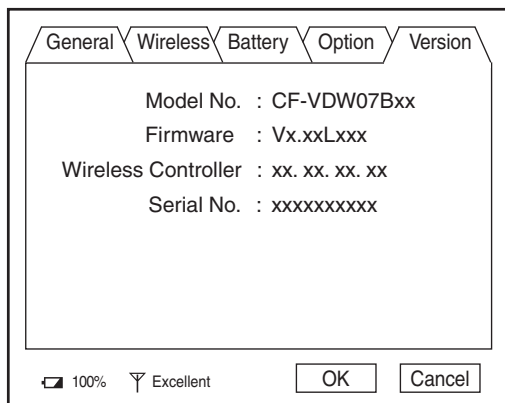 General Wireless Battery Option Version
Model No. : CF-VDW07Bxx
Firmware : Vx.xxLxxx
Wireless Controller : xx. xx. xx. xx
Serial No. : xxxxxxxxxx
100% Excellent OK Cancel